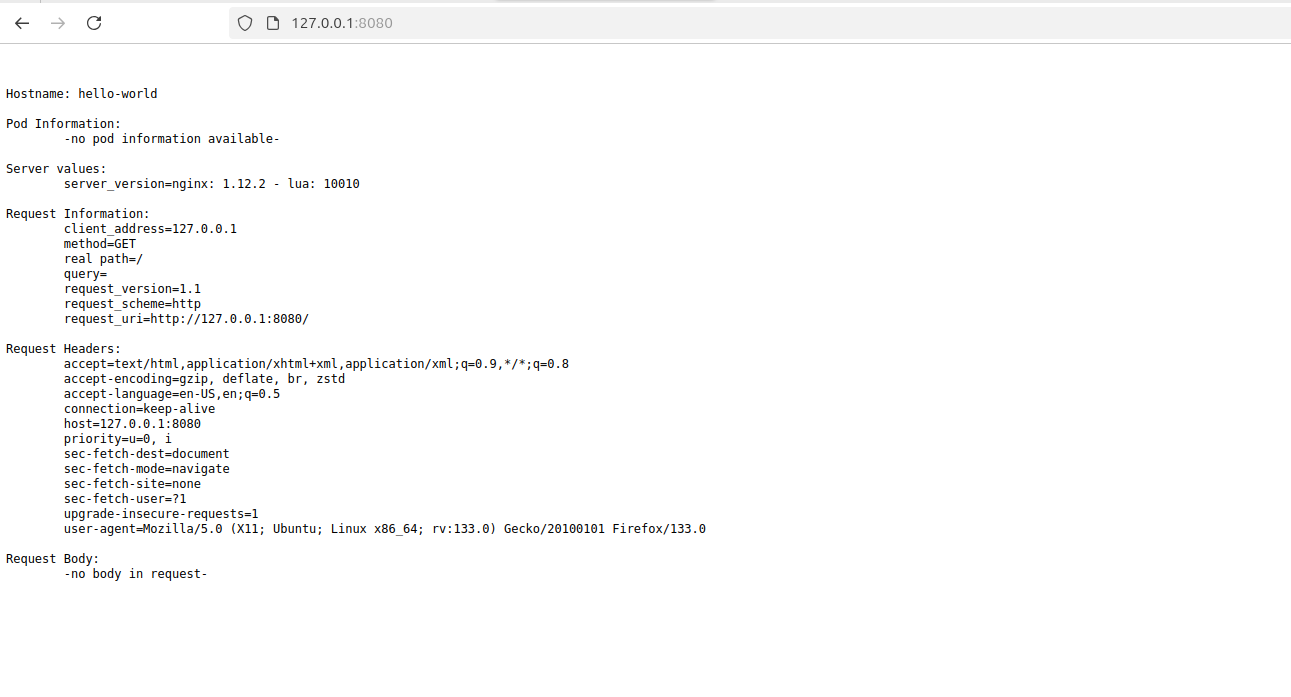 127.0.0.1:8080
Hostname: hello-world
Pod Information:
-no pod information available-
Server values:
server_version=nginx: 1.12.2 - lua: 10010
Request Information:
client_address=127.0.0.1
method=GET
real path=/
query=
request_version=1.1
request_scheme=http
request_uri=http://127.0.0.1:8080/
Request Headers:
accept=text/html,application/xhtml+xml,application/xml;q=0.9,*/*;q=0.8
accept-encoding=gzip, deflate, br, zstd
accept-language=en-US,en;q=0.5
connection=keep-alive
host=127.0.0.1:8080
priority=u=0, i
sec-fetch-dest=document
sec-fetch-mode=navigate
sec-fetch-site=none
sec-fetch-user=?1
upgrade-insecure-requests=1
user-agent=Mozilla/5.0 (X11; Ubuntu; Linux x86_64; rv:133.0) Gecko/20100101 Firefox/133.0
Request Body:
-no body in request-